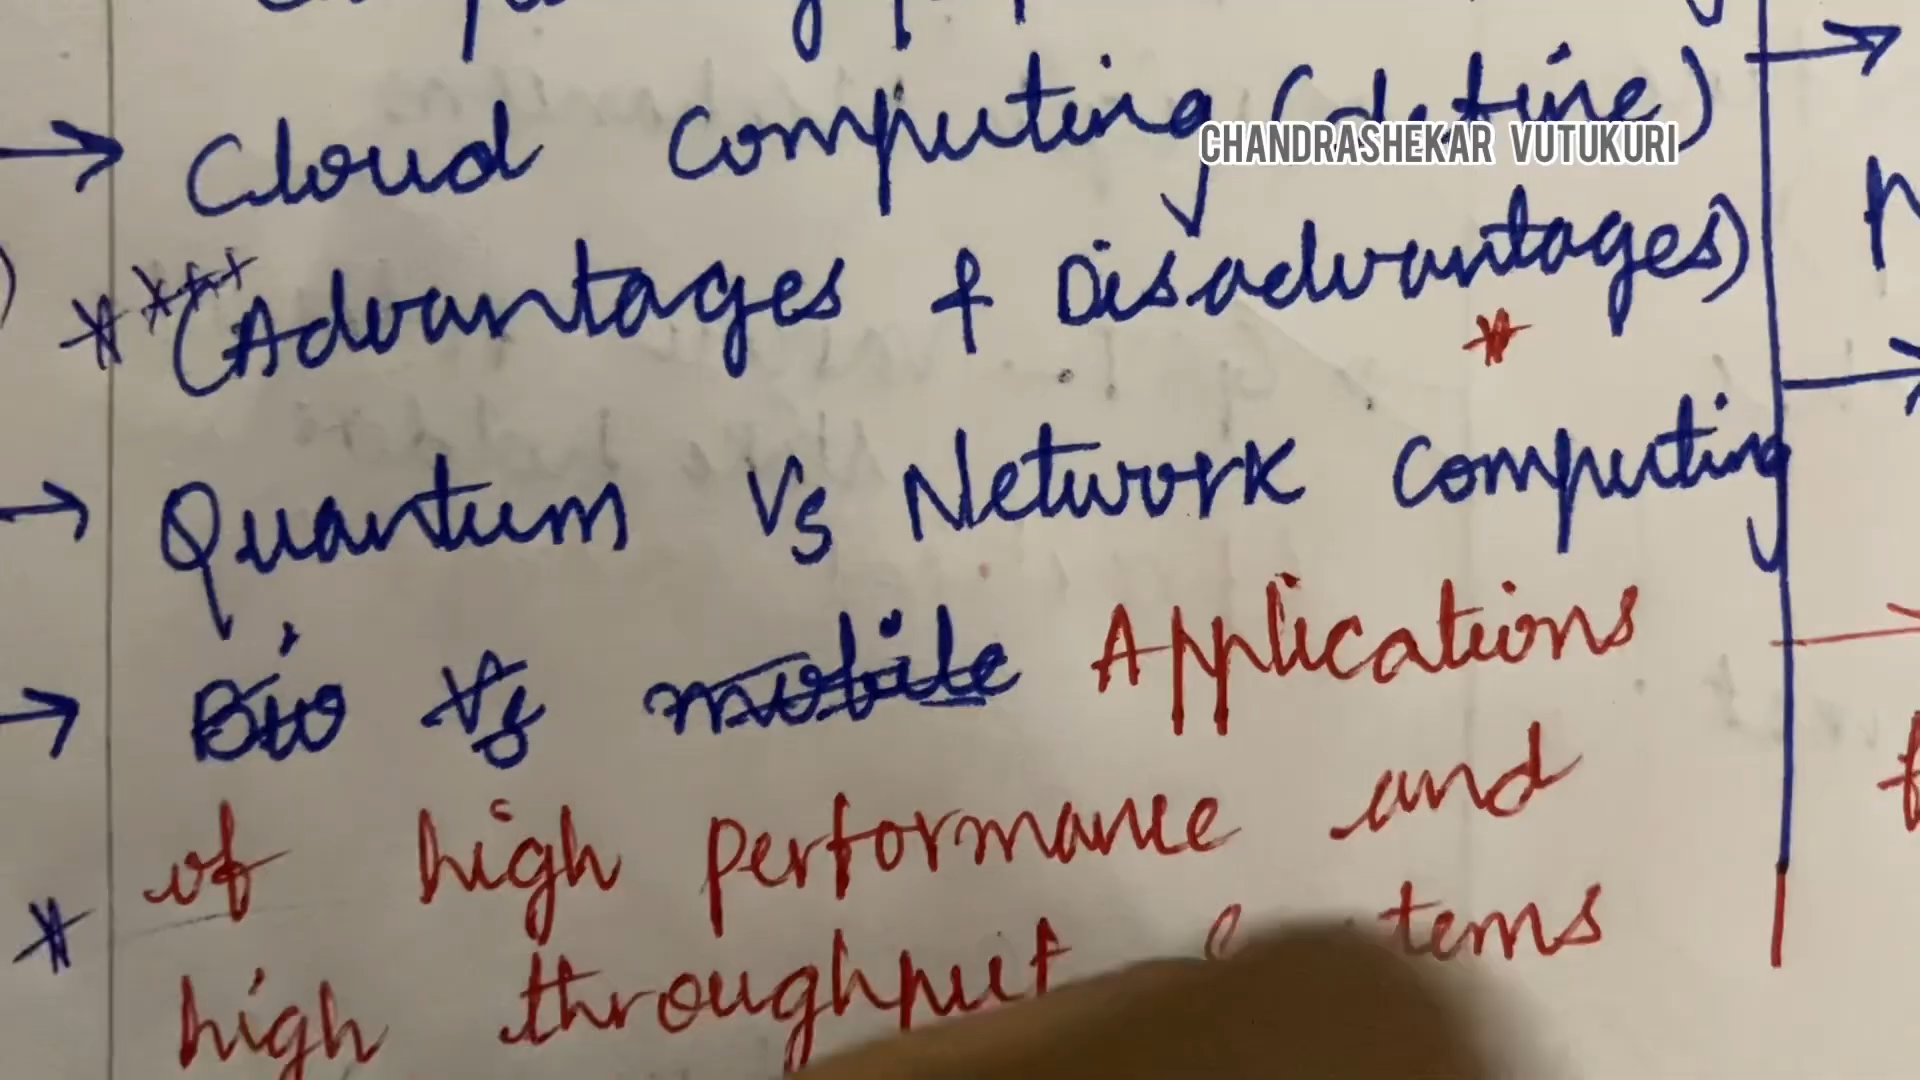 → Cloud Computing (define)
CHANDRASHEKAR VUTUKURI
(Advantages & Disadvantages)
→ Quantum Vs Network Computing
→ Bio Vs mobile Applications
of high performance and
high throughput